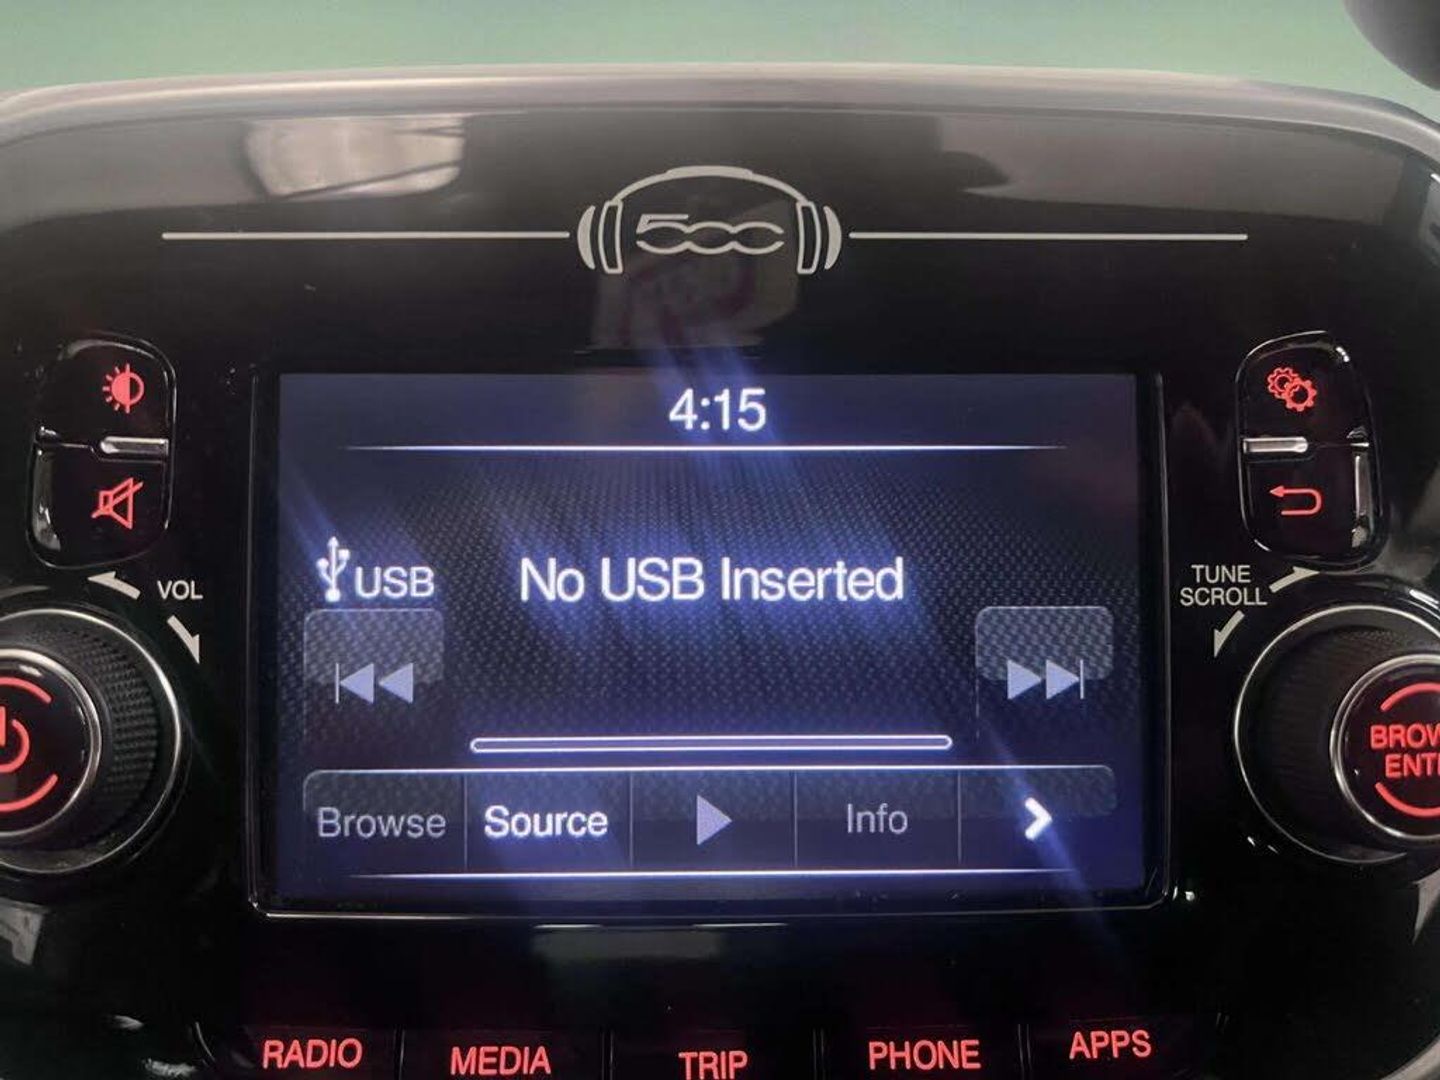 500
4:15
USB
No USB Inserted
VOL
TUNE
SCROLL
Browse
Source
Info
RADIO
MEDIA
TRIP
PHONE
APPS